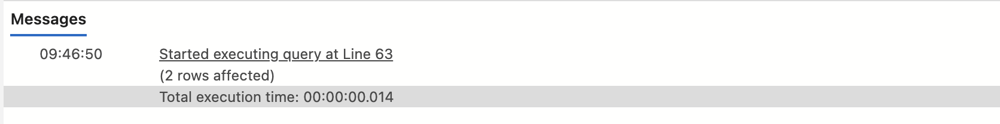 Messages
09:46:50 Started executing query at Line 63
(2 rows affected)
Total execution time: 00:00:00.014